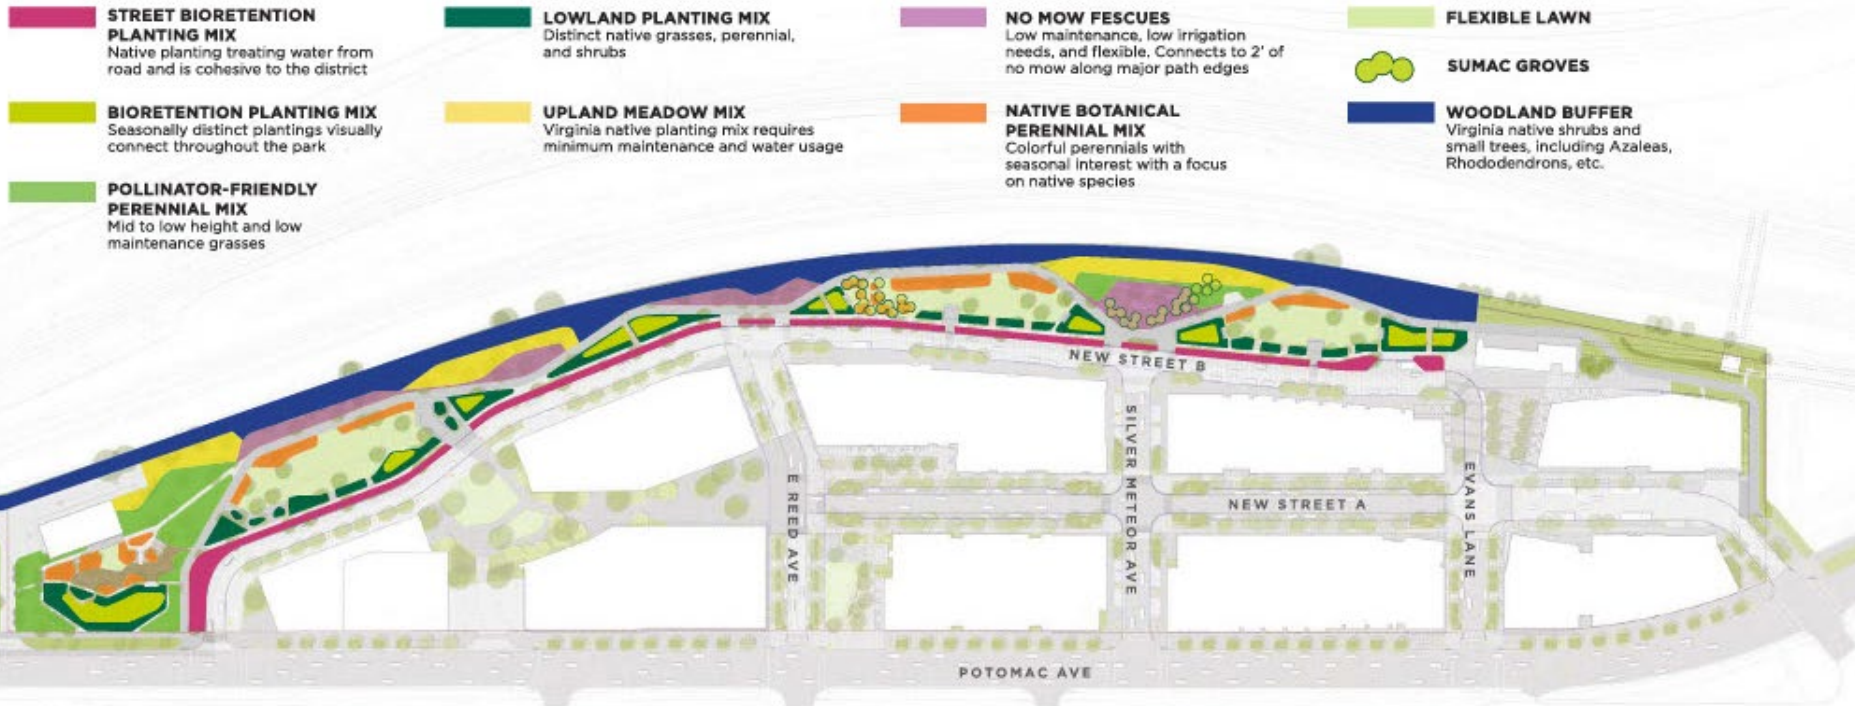 STREET BIORETENTION
PLANTING MIX
Native planting treating water from
road and is cohesive to the district
BIORETENTION PLANTING MIX
Seasonally distinct plantings visually
connect throughout the park
POLLINATOR-FRIENDLY
PERENNIAL MIX
Mid to low height and low
maintenance grasses
LOWLAND PLANTING MIX
Distinct native grasses, perennial,
and shrubs
UPLAND MEADOW MIX
Virginia native planting mix requires
minimum maintenance and water usage
NO MOW FESCUES
Low maintenance, low irrigation
needs, and flexible. Connects to 2' of
no mow along major path edges
NATIVE BOTANICAL
PERENNIAL MIX
Colorful perennials with
seasonal interest with a focus
on native species
FLEXIBLE LAWN
SUMAC GROVES
WOODLAND BUFFER
Virginia native shrubs and
small trees, including Azaleas,
Rhododendrons, etc.
NEW STREET B
E REED AVE
SILVER METEOR AVE
NEW STREET A
EVANS LANE
POTOMAC AVE